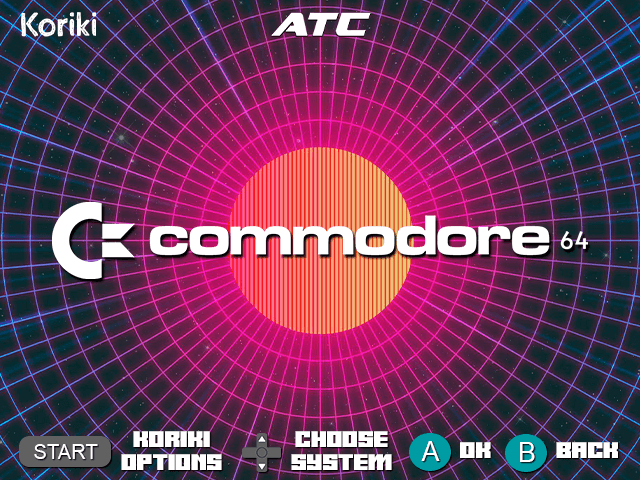 Koriki
ATC
commodore 64
START KORIKI OPTIONS CHOOSE SYSTEM A OK B BACK